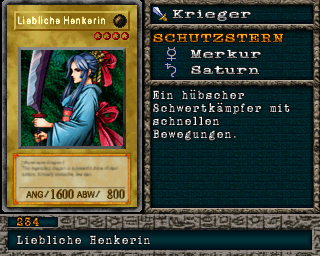 Liebliche Henkerin
ANG/1600 ABW/ 800
Krieger
SCHUTZSTERN
Merkur
Saturn
Ein hübscher
Schwertkämpfer mit
schnellen
Bewegungen.
234
Liebliche Henkerin